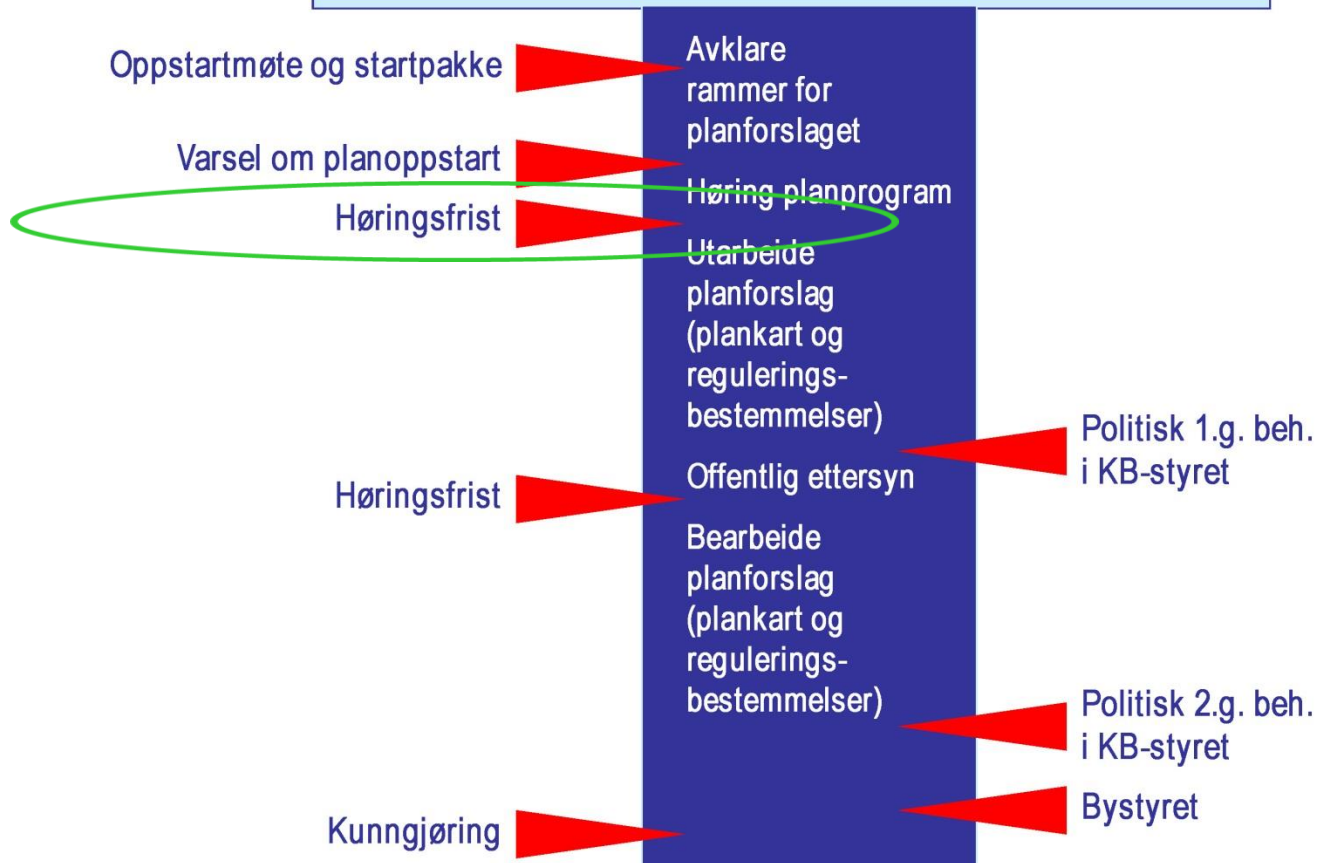 Oppstartmøte og startpakke
Avklare
rammer for
planforslaget
Varsel om planoppstart
Høring planprogram
Høringsfrist
Utarbeide
planforslag
(plankart og
regulerings-
bestemmelser)
Politisk 1.g. beh.
i KB-styret
Offentlig ettersyn
Høringsfrist
Bearbeide
planforslag
(plankart og
regulerings-
bestemmelser)
Politisk 2.g. beh.
i KB-styret
Bystyret
Kunngjøring